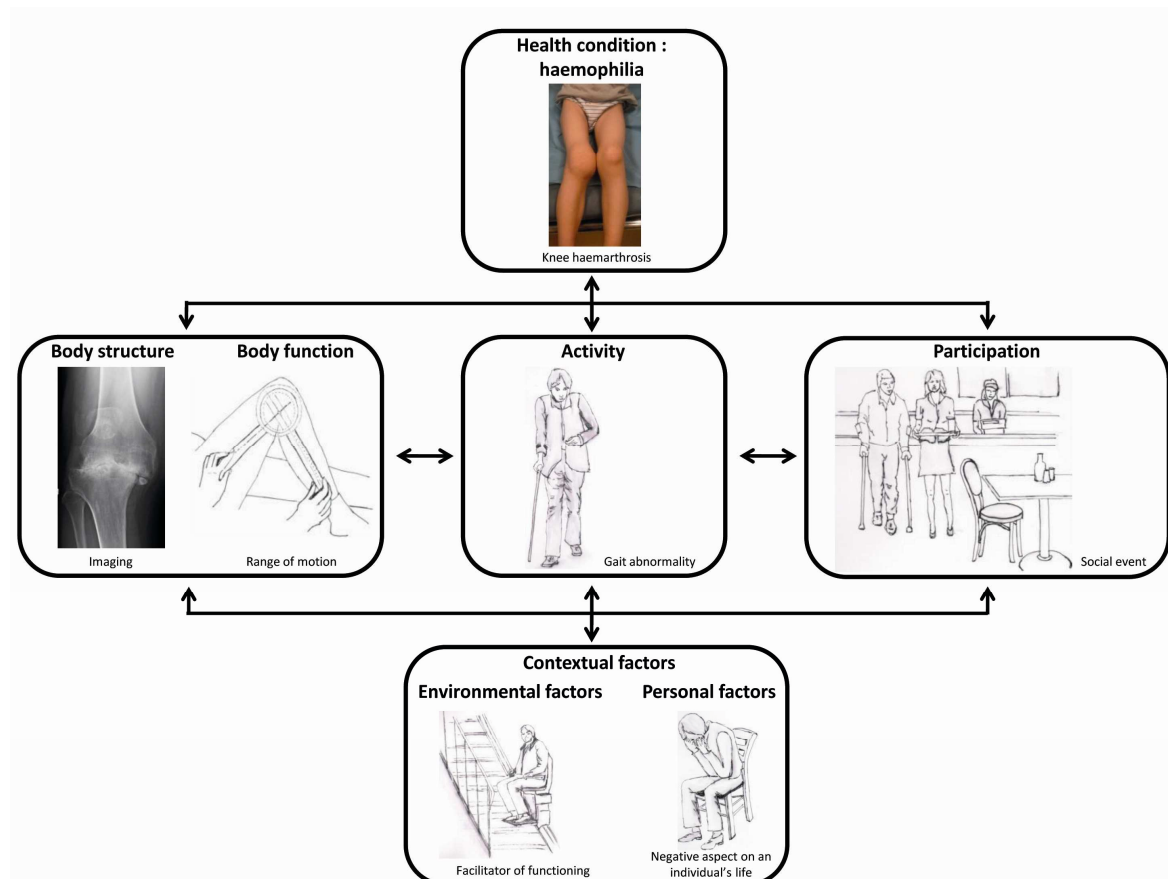 Health condition :
haemophilia
Knee haemarthrosis
Body structure
Body function
Imaging
Range of motion
Activity
Gait abnormality
Participation
Social event
Contextual factors
Environmental factors
Personal factors
Facilitator of functioning
Negative aspect on an
individual's life